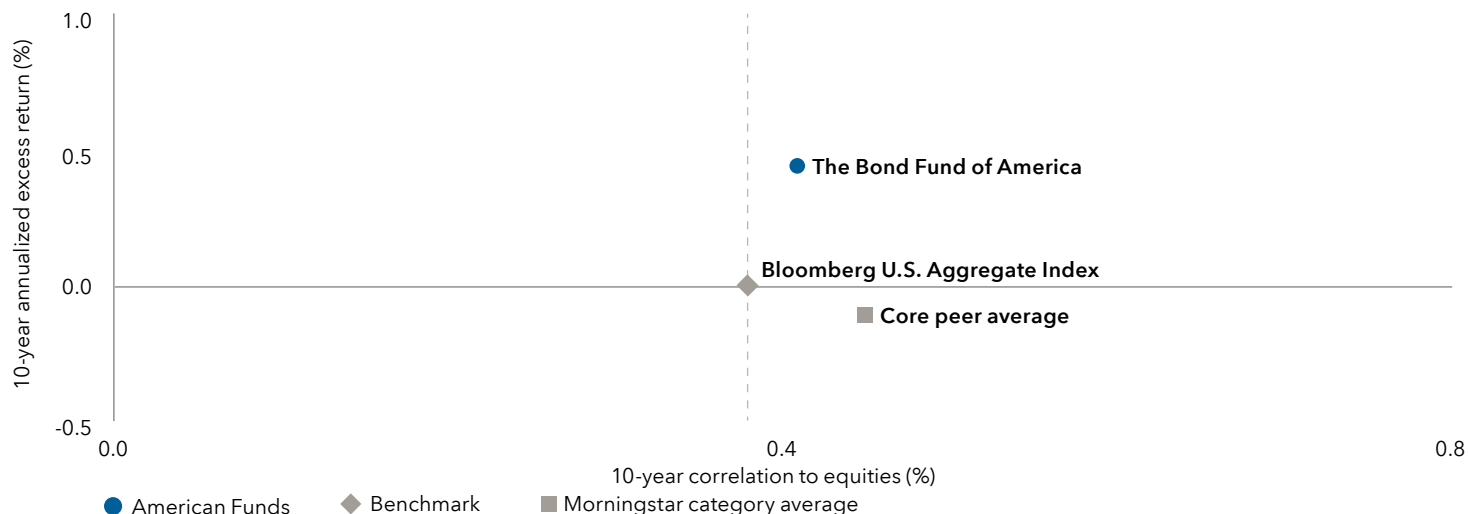 10-year annualized excess return (%)
1.0
0.5
The Bond Fund of America
Bloomberg U.S. Aggregate Index
0.0
Core peer average
-0.5
0.0
0.4
0.8
10-year correlation to equities (%)
American Funds
Benchmark
Morningstar category average